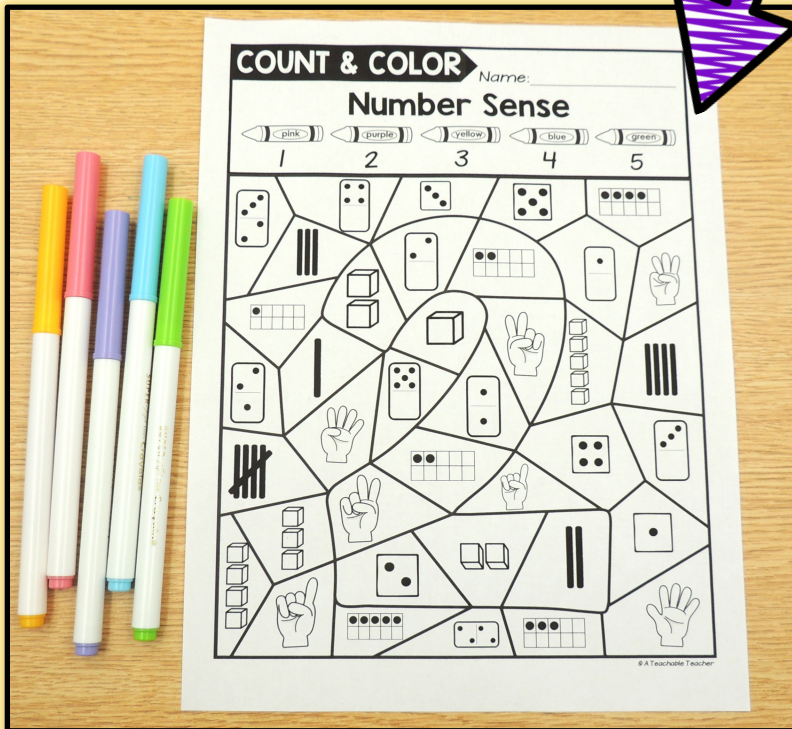 COUNT & COLOR
Name:
Number Sense
pink purple yellow blue green
1 2 3 4 5
© A Teachable Teacher